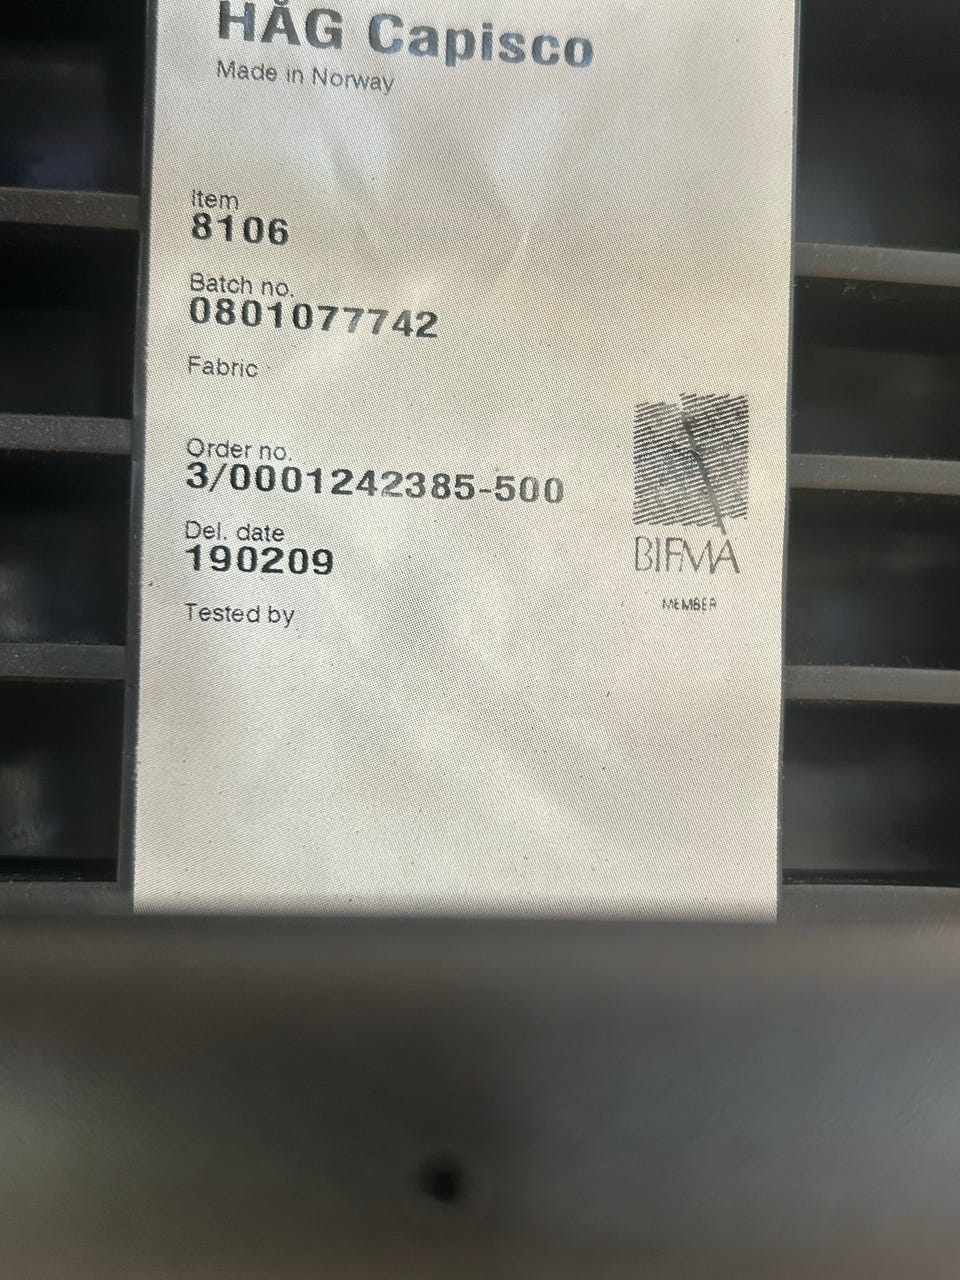 HÅG Capisco
Made in Norway
Item
8106
Batch no.
0801077742
Fabric
Order no.
3/0001242385-500
Del. date
190209
Tested by
BIFMA
MEMBER